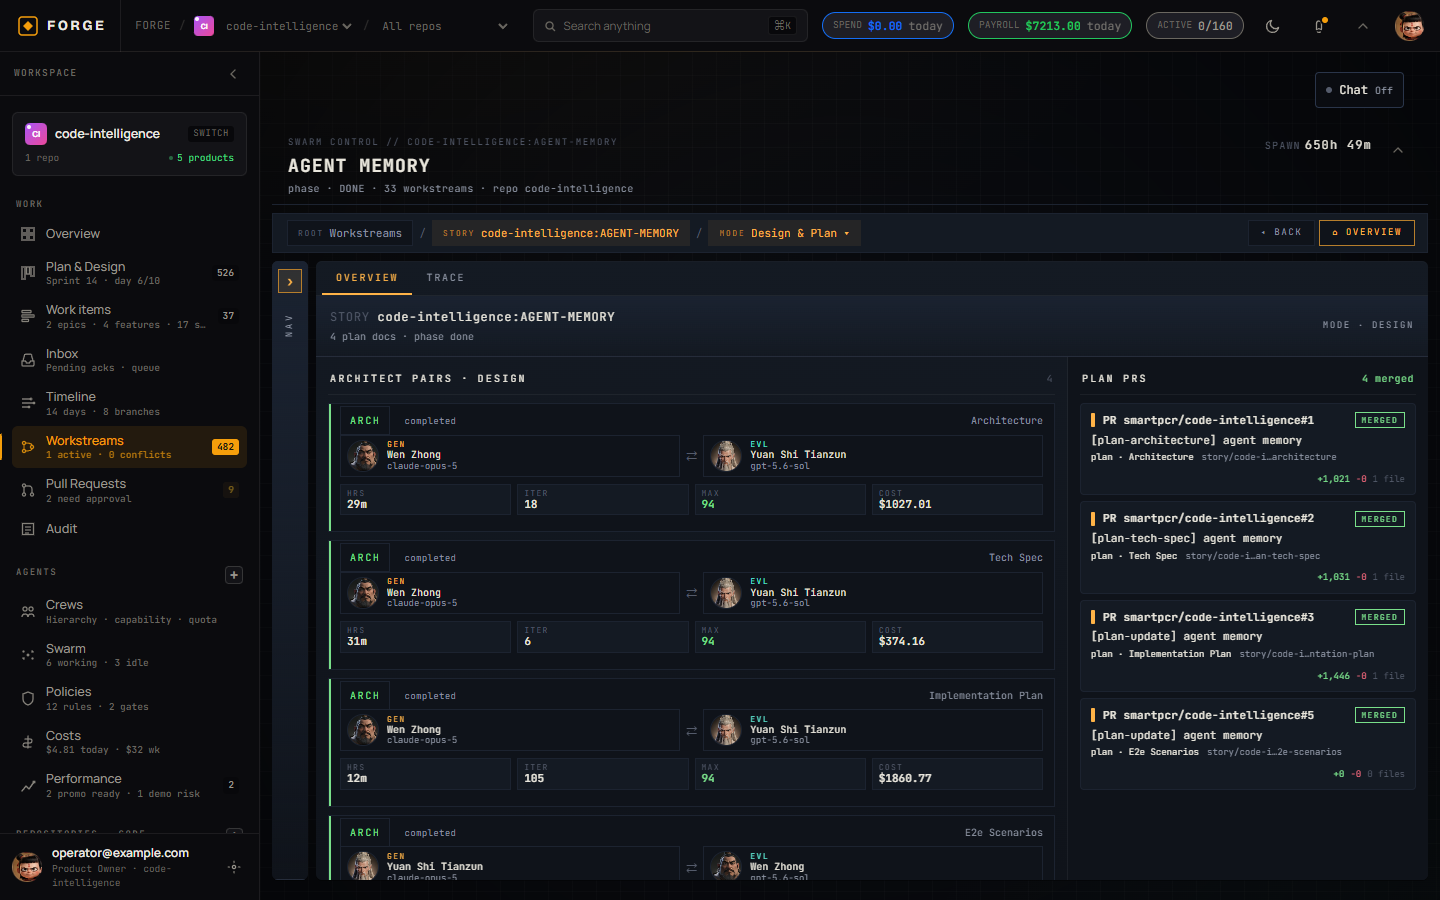 FORGE
FORGE / CI code-intelligence / All repos
Search anything ⌘K
SPEND $0.00 today
PAYROLL $7213.00 today
ACTIVE 0/160
WORKSPACE
CI code-intelligence SWITCH
1 repo 5 products
WORK
Overview
Plan & Design 526
Sprint 14 · day 6/10
Work items 37
2 epics · 4 features · 17 s…
Inbox
Pending acks · queue
Timeline
14 days · 8 branches
Workstreams 482
1 active · 0 conflicts
Pull Requests 9
2 need approval
Audit
AGENTS +
Crews
Hierarchy · capability · quota
Swarm
6 working · 3 idle
Policies
12 rules · 2 gates
Costs
$4.81 today · $32 wk
Performance 2
2 promo ready · 1 demo risk
operator@example.com
Product Owner · code-
intelligence
Chat Off
SWARM CONTROL // CODE-INTELLIGENCE:AGENT-MEMORY
AGENT MEMORY
phase · DONE · 33 workstreams · repo code-intelligence
SPAWN 650h 49m
ROOT Workstreams / STORY code-intelligence:AGENT-MEMORY / MODE Design & Plan
BACK
OVERVIEW
NAV
OVERVIEW TRACE
STORY code-intelligence:AGENT-MEMORY
4 plan docs · phase done
MODE · DESIGN
ARCHITECT PAIRS · DESIGN 4
ARCH completed Architecture
GEN
Wen Zhong
claude-opus-5
EVL
Yuan Shi Tianzun
gpt-5.6-sol
HRS 29m
ITER 18
MAX 94
COST $1027.01
ARCH completed Tech Spec
GEN
Wen Zhong
claude-opus-5
EVL
Yuan Shi Tianzun
gpt-5.6-sol
HRS 31m
ITER 6
MAX 94
COST $374.16
ARCH completed Implementation Plan
GEN
Wen Zhong
claude-opus-5
EVL
Yuan Shi Tianzun
gpt-5.6-sol
HRS 12m
ITER 105
MAX 94
COST $1860.77
ARCH completed E2e Scenarios
GEN
Yuan Shi Tianzun
claude-opus-5
EVL
Wen Zhong
gpt-5.6-sol
PLAN PRS 4 merged
PR smartpcr/code-intelligence#1 MERGED
[plan-architecture] agent memory
plan · Architecture story/code-i…architecture
+1,021 -0 1 file
PR smartpcr/code-intelligence#2 MERGED
[plan-tech-spec] agent memory
plan · Tech Spec story/code-i…an-tech-spec
+1,031 -0 1 file
PR smartpcr/code-intelligence#3 MERGED
[plan-update] agent memory
plan · Implementation Plan story/code-i…ntation-plan
+1,446 -0 1 file
PR smartpcr/code-intelligence#5 MERGED
[plan-update] agent memory
plan · E2e Scenarios story/code-i…2e-scenarios
+0 -0 0 files